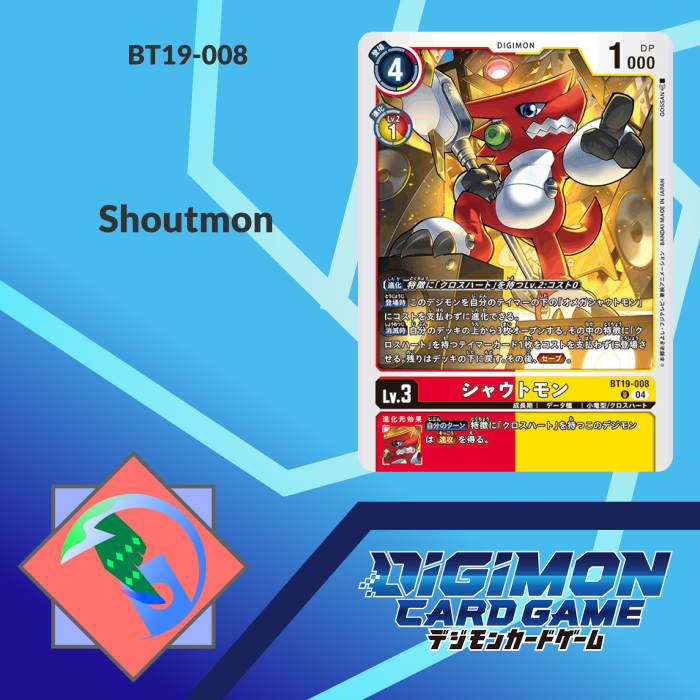 BT19-008
Shoutmon
登場
4
DIGIMON
1000
DP
進化
Lv.2
1
GOSSAN
BANDAI MADE IN JAPAN
進化 特徴に「クロスハート」を持つLv.2:コスト0
登場時 このデジモンを自分のテイマーの下の「オメガシャウトモン」
にコストを支払わずに進化できる。
消滅時 自分のデッキの上から3枚オープンする。その中の特徴に「ク
ロスハート」を持つテイマーカード1枚をコストを支払わずに登場さ
せる。残りはデッキの下に戻す。その後、セーブ。
Lv.3
シャウトモン
BT19-008
U 04
成長期 | データ種 | 小竜型/クロスハート
進化元効果
自分のターン 特徴に「クロスハート」を持つこのデジモン
は 速攻 を得る。
DIGIMON
CARD GAME
デジモンカードゲーム